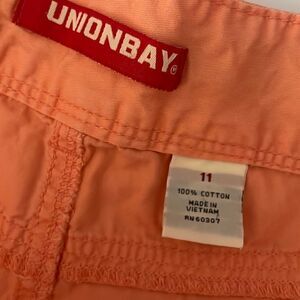 UNIONBAY®
11
100% COTTON
MADE IN
VIETNAM
RN 60307